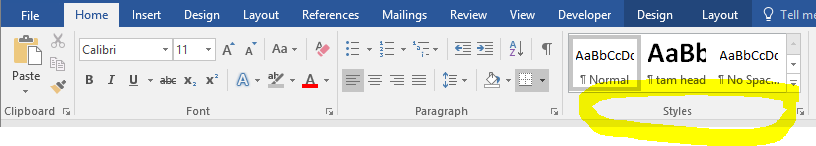 File Home Insert Design Layout References Mailings Review View Developer Design Layout Tell me
Calibri 11 A A Aa A AaBbCcDc AaBb AaBbCcDc
Paste B I U abc x₂ x² A ab A ¶ Normal ¶ tam head ¶ No Spac...
Clipboard Font Paragraph Styles